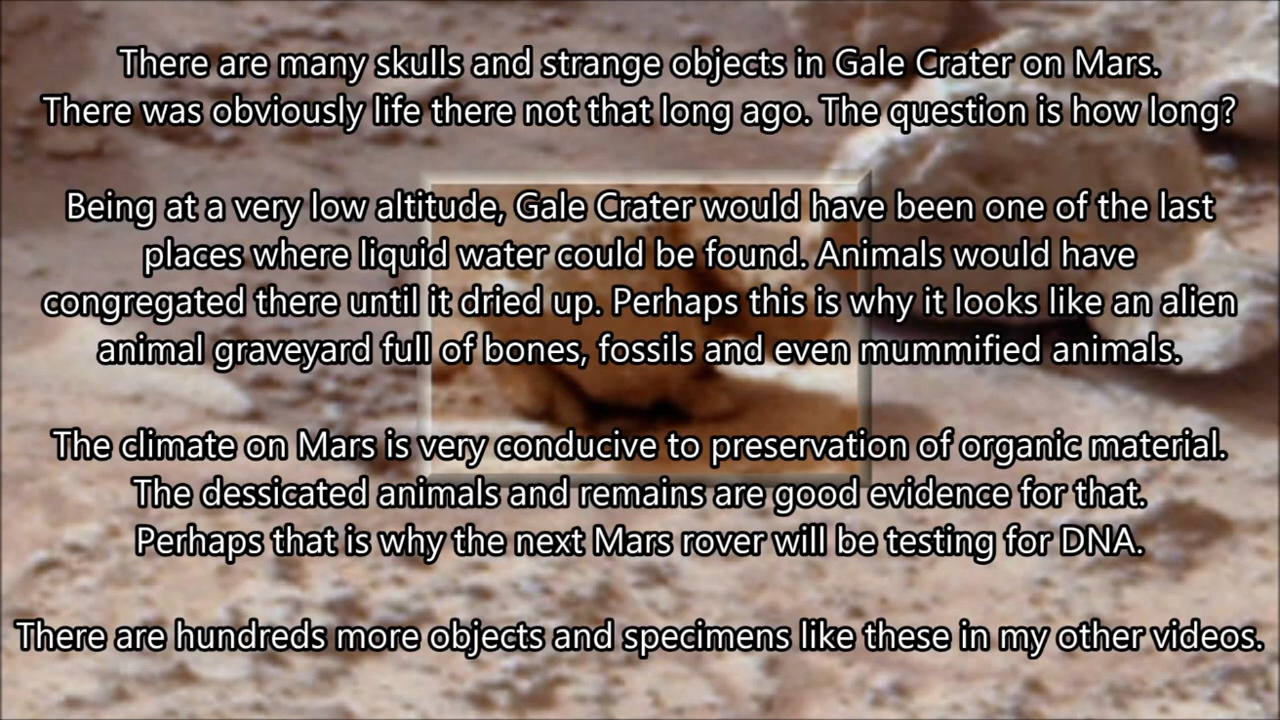 There are many skulls and strange objects in Gale Crater on Mars.
There was obviously life there not that long ago. The question is how long?
Being at a very low altitude, Gale Crater would have been one of the last
places where liquid water could be found. Animals would have
congregated there until it dried up. Perhaps this is why it looks like an alien
animal graveyard full of bones, fossils and even mummified animals.
The climate on Mars is very conducive to preservation of organic material.
The dessicated animals and remains are good evidence for that.
Perhaps that is why the next Mars rover will be testing for DNA.
There are hundreds more objects and specimens like these in my other videos.